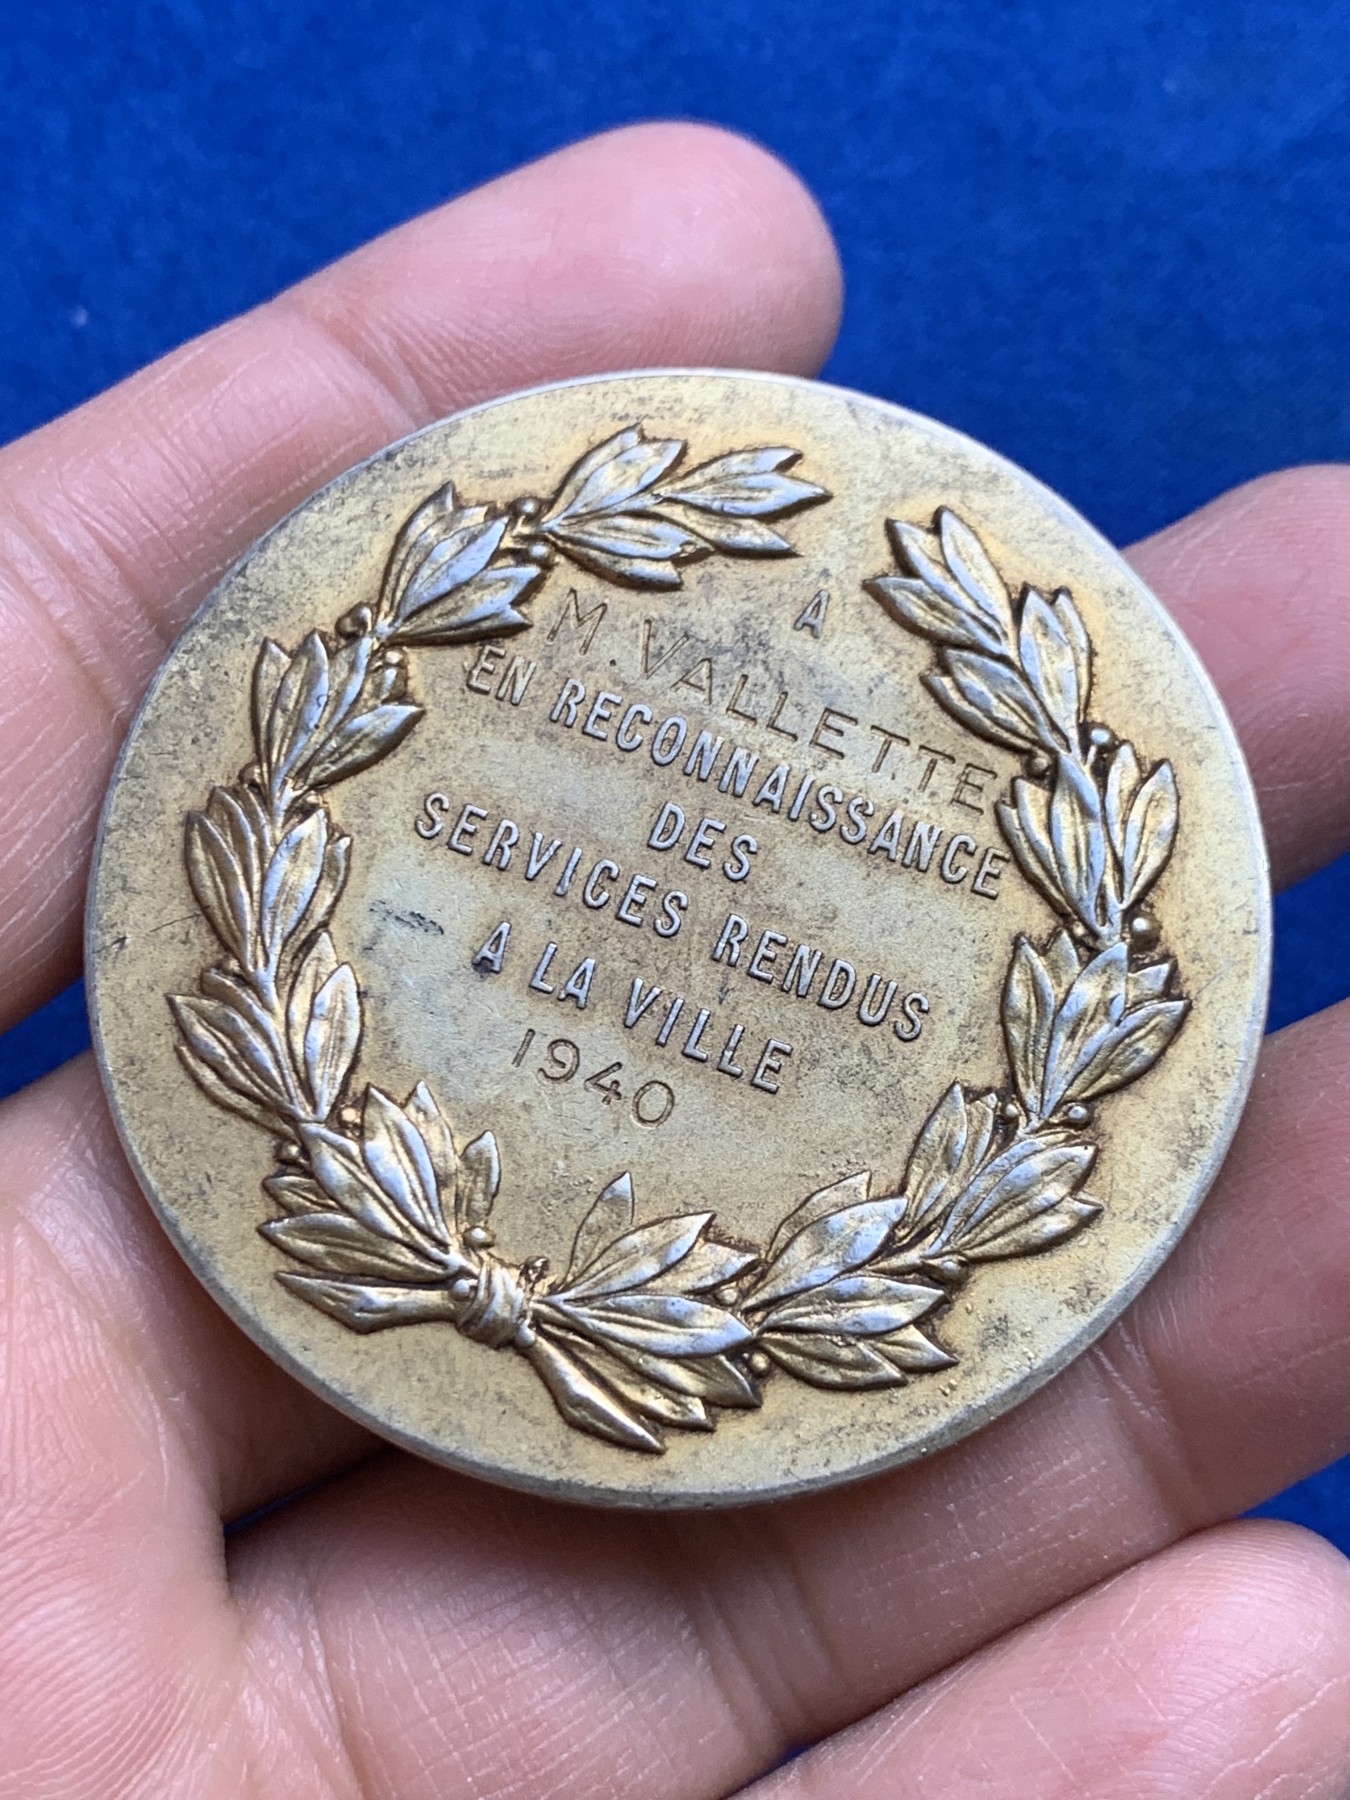 A
M. VALLETTE
EN RECONNAISSANCE
DES
SERVICES RENDUS
A LA VILLE
1940